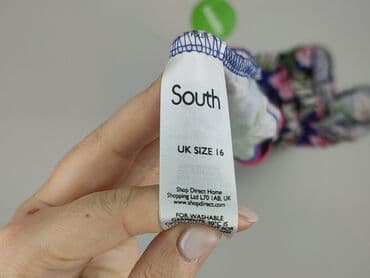 South
UK SIZE 16
Shop Direct Home
Shopping Ltd L70 1AB, UK
www.shopdirect.com
FOR WASHABLE